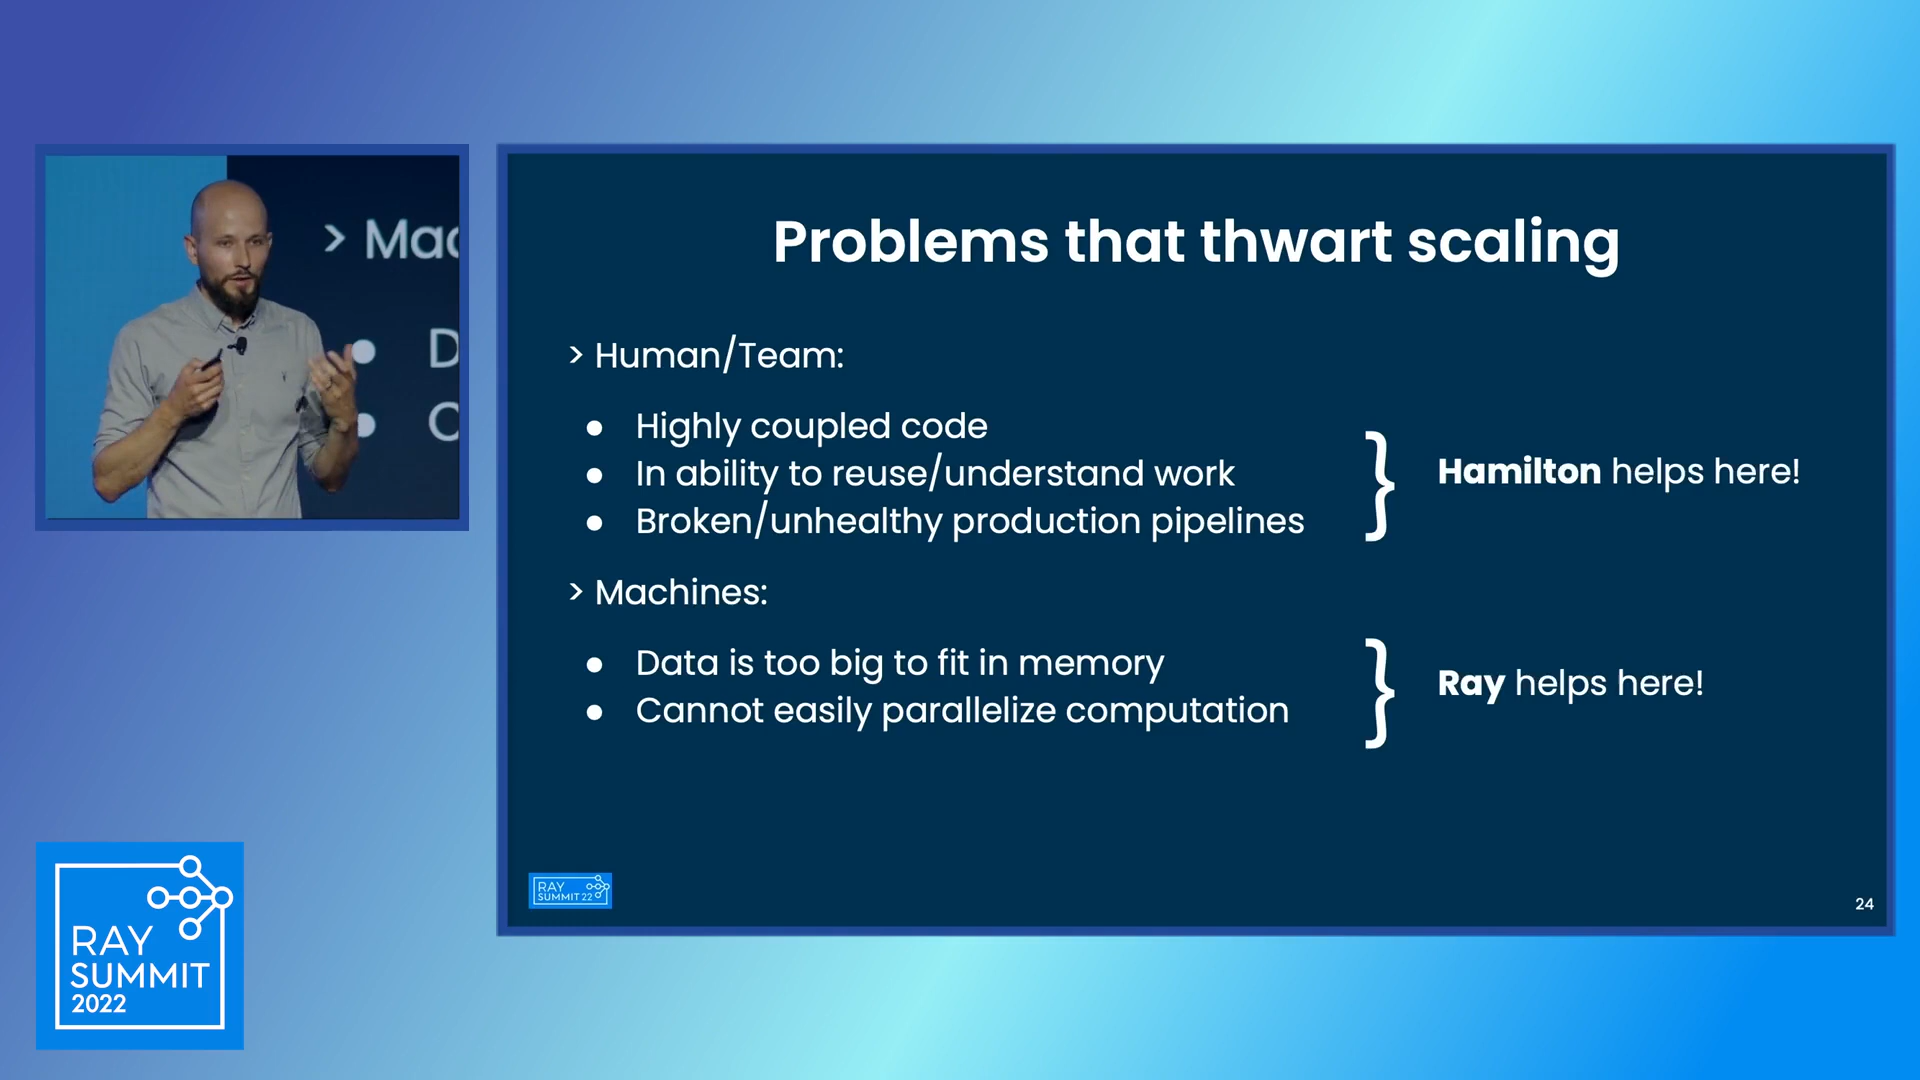 > Mac
D
C
Problems that thwart scaling
> Human/Team:
● Highly coupled code
● In ability to reuse/understand work
● Broken/unhealthy production pipelines
} Hamilton helps here!
> Machines:
● Data is too big to fit in memory
● Cannot easily parallelize computation
} Ray helps here!
RAY
SUMMIT 22
24
RAY
SUMMIT
2022